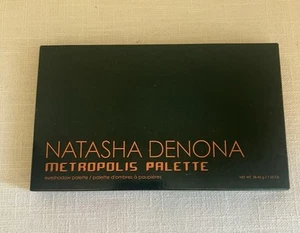 NATASHA DENONA
METROPOLIS PALETTE
eyeshadow palette / palette d'ombres à paupières